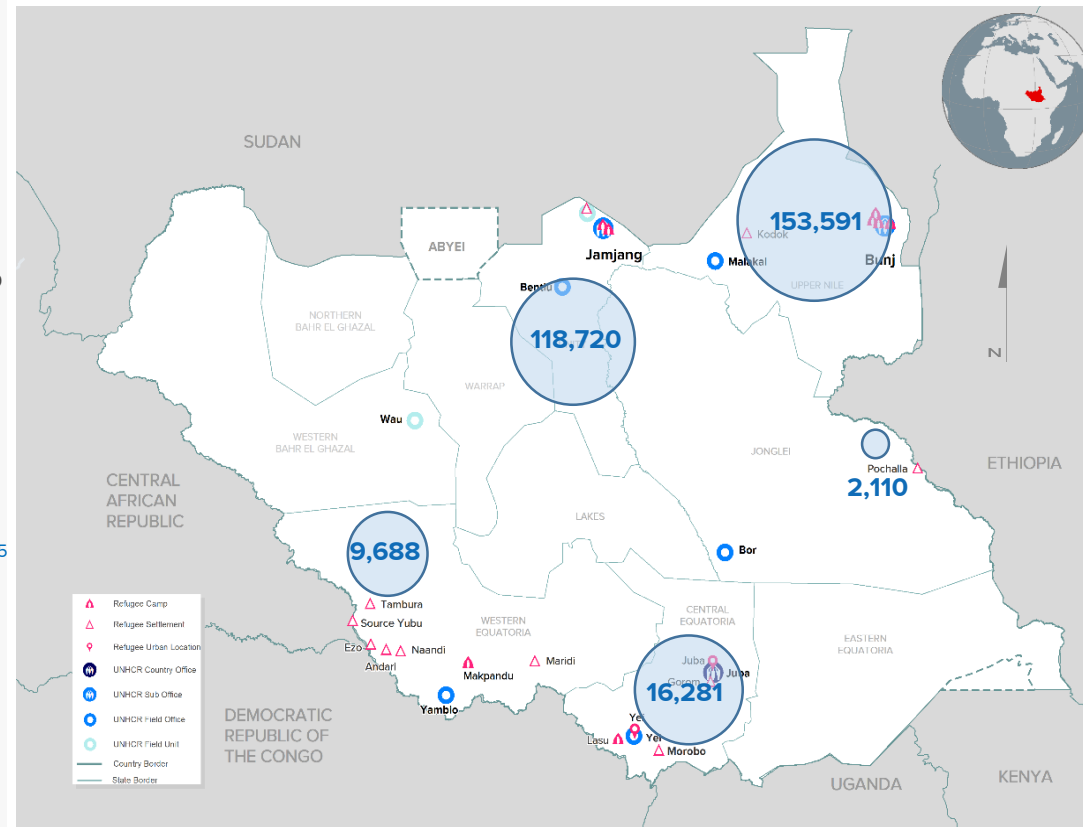 SUDAN
153,591
Kodok
ABYEI
Jamjang
Malakal
Bunj
UPPER NILE
Bentiu
NORTHERN
BAHR EL GHAZAL
118,720
N
WARRAP
Wau
WESTERN
BAHR EL GHAZAL
JONGLEI
ETHIOPIA
Pochalla
2,110
CENTRAL
AFRICAN
REPUBLIC
LAKES
5
9,688
Bor
Refugee Camp
Refugee Settlement
Refugee Urban Location
UNHCR Country Office
UNHCR Sub Office
UNHCR Field Office
UNHCR Field Unit
Country Border
State Border
Tambura
Source Yubu
Ezo
Andari
Naandi
WESTERN
EQUATORIA
Makpandu
Maridi
Yambio
CENTRAL
EQUATORIA
EASTERN
EQUATORIA
Juba
Juba
Gorom
16,281
Yei
Lasu
Morobo
DEMOCRATIC
REPUBLIC OF
THE CONGO
UGANDA
KENYA